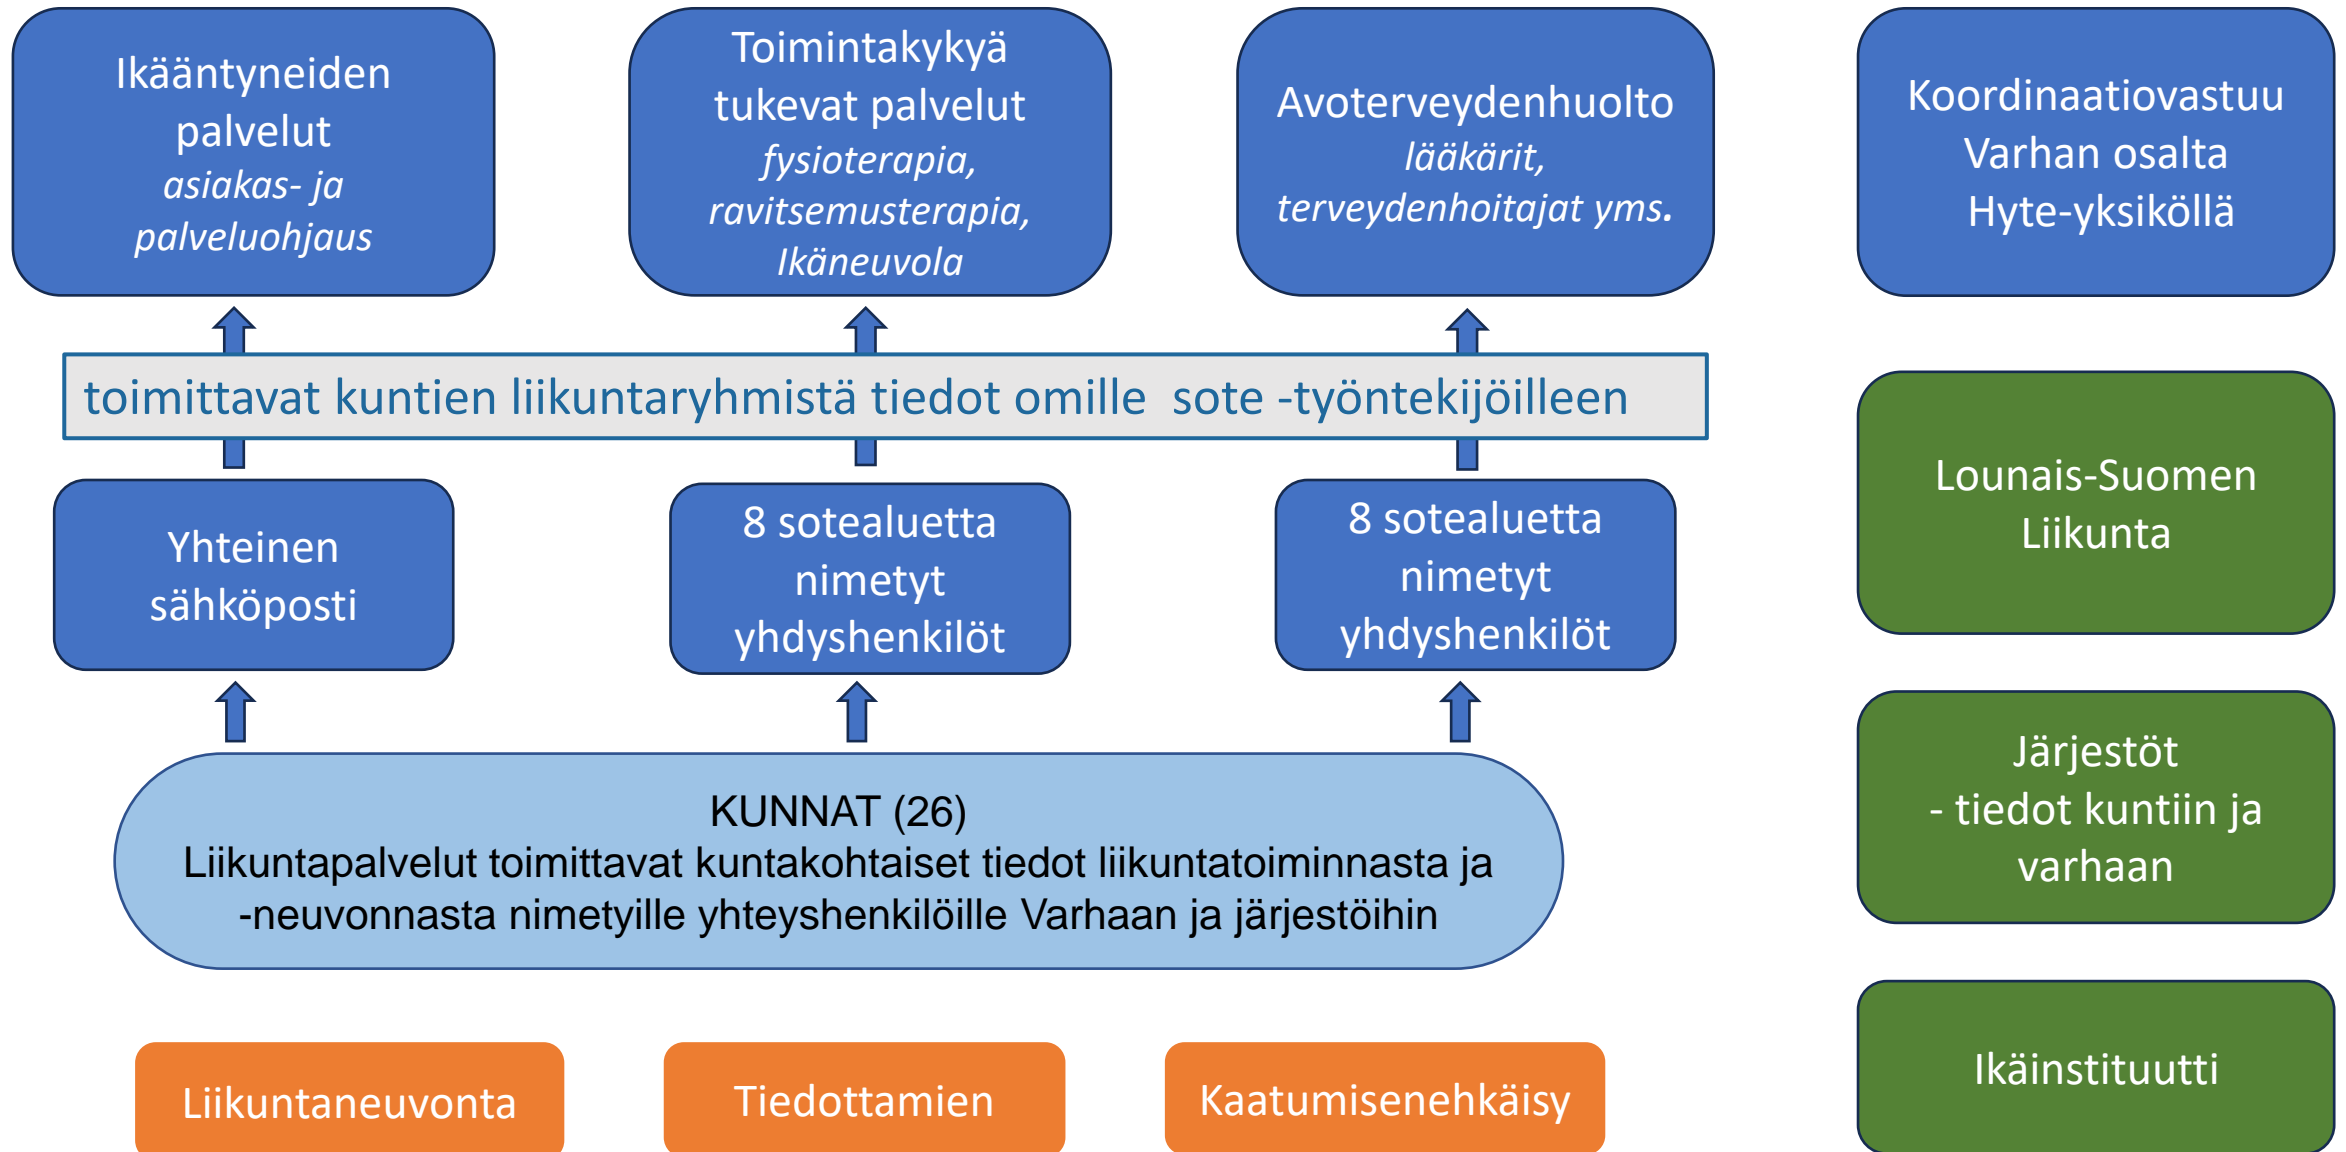 Ikääntyneiden
palvelut
asiakas- ja
palveluohjaus
Toimintakykyä
tukevat palvelut
fysioterapia,
ravitsemusterapia,
Ikäneuvola
Avoterveydenhuolto
lääkärit,
terveydenhoitajat yms.
Koordinaatiovastuu
Varhan osalta
Hyte-yksiköllä
toimittavat kuntien liikuntaryhmistä tiedot omille  sote -työntekijöilleen
Yhteinen
sähköposti
8 sotealuetta
nimetyt
yhdyshenkilöt
8 sotealuetta
nimetyt
yhdyshenkilöt
Lounais-Suomen
Liikunta
KUNNAT (26)
Liikuntapalvelut toimittavat kuntakohtaiset tiedot liikuntatoiminnasta ja
-neuvonnasta nimetyille yhteyshenkilöille Varhaan ja järjestöihin
Järjestöt
- tiedot kuntiin ja
varhaan
Liikuntaneuvonta
Tiedottamien
Kaatumisenehkäisy
Ikäinstituutti